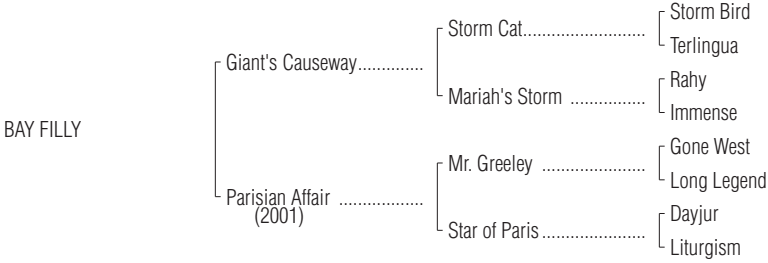 Storm Bird
Storm Cat..........................
Terlingua
Giant's Causeway..............
Rahy
Mariah's Storm ................
Immense
BAY FILLY
Gone West
Mr. Greeley ......................
Long Legend
Parisian Affair ..................
(2001)
Dayjur
Star of Paris......................
Liturgism